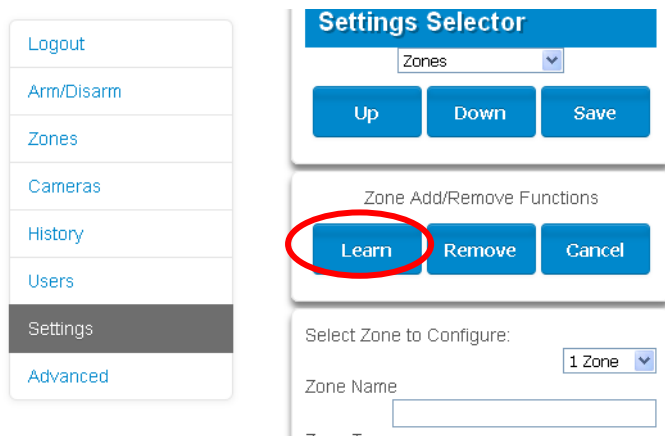 Logout
Arm/Disarm
Zones
Cameras
History
Users
Settings
Advanced
Settings Selector
Zones
Up Down Save
Zone Add/Remove Functions
Learn Remove Cancel
Select Zone to Configure:
1 Zone
Zone Name